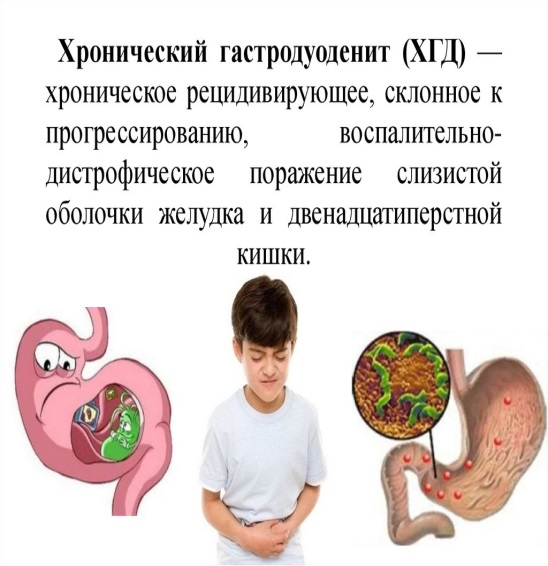 Хронический гастродуоденит (ХГД) —
хроническое рецидивирующее, склонное к
прогрессированию, воспалительно-
дистрофическое поражение слизистой
оболочки желудка и двенадцатиперстной
кишки.